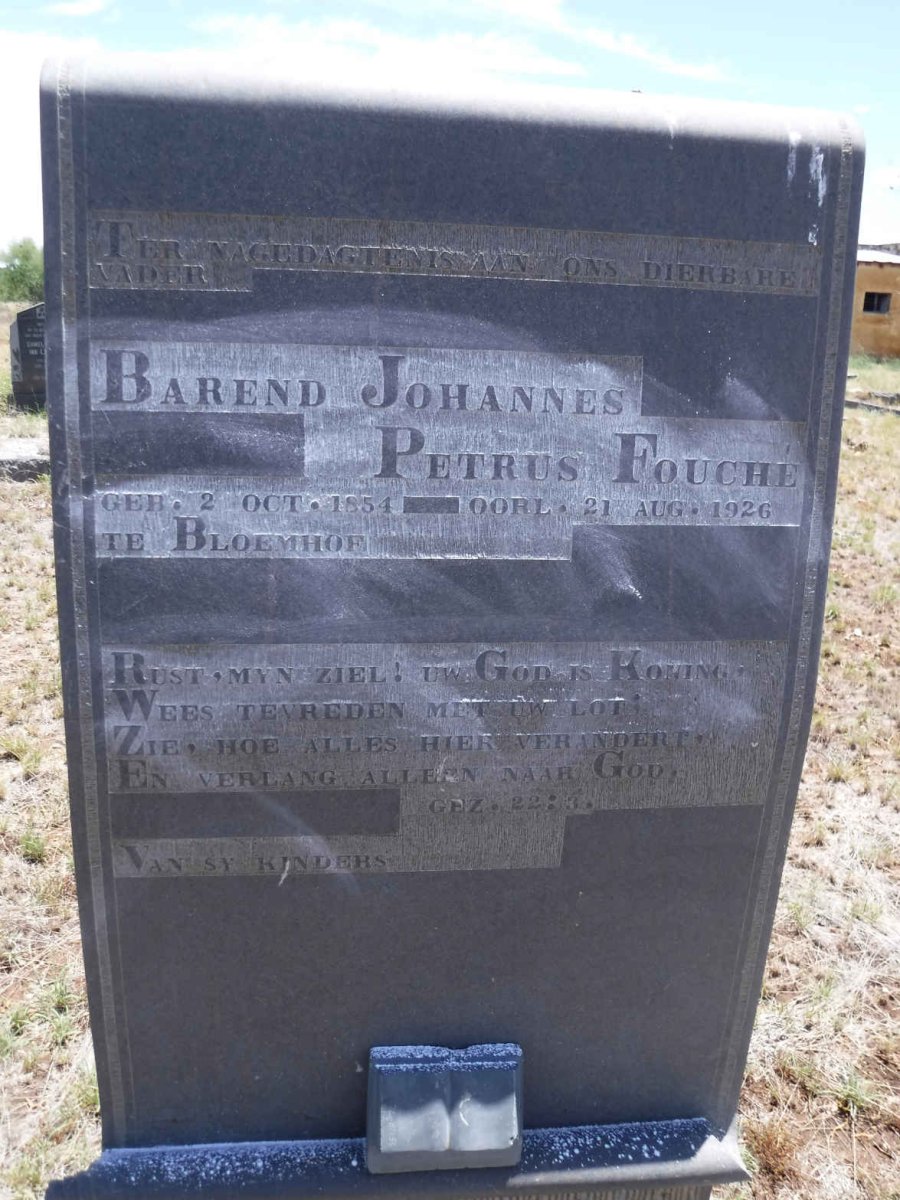 TER NAGEDAGTENIS AAN ONS DIERBARE
VADER
BAREND JOHANNES
PETRUS FOUCHÉ
GEB. 2 OCT. 1854 — OORL. 21 AUG. 1926
TE BLOEMHOF
RUST, MYN ZIEL! UW GOD IS KONING,
WEES TEVREDEN MET UW LOT;
ZIE, HOE ALLES HIER VERANDERT,
EN VERLANG ALLEEN NAAR GOD.
GEZ. 22:3.
VAN SY KINDERS